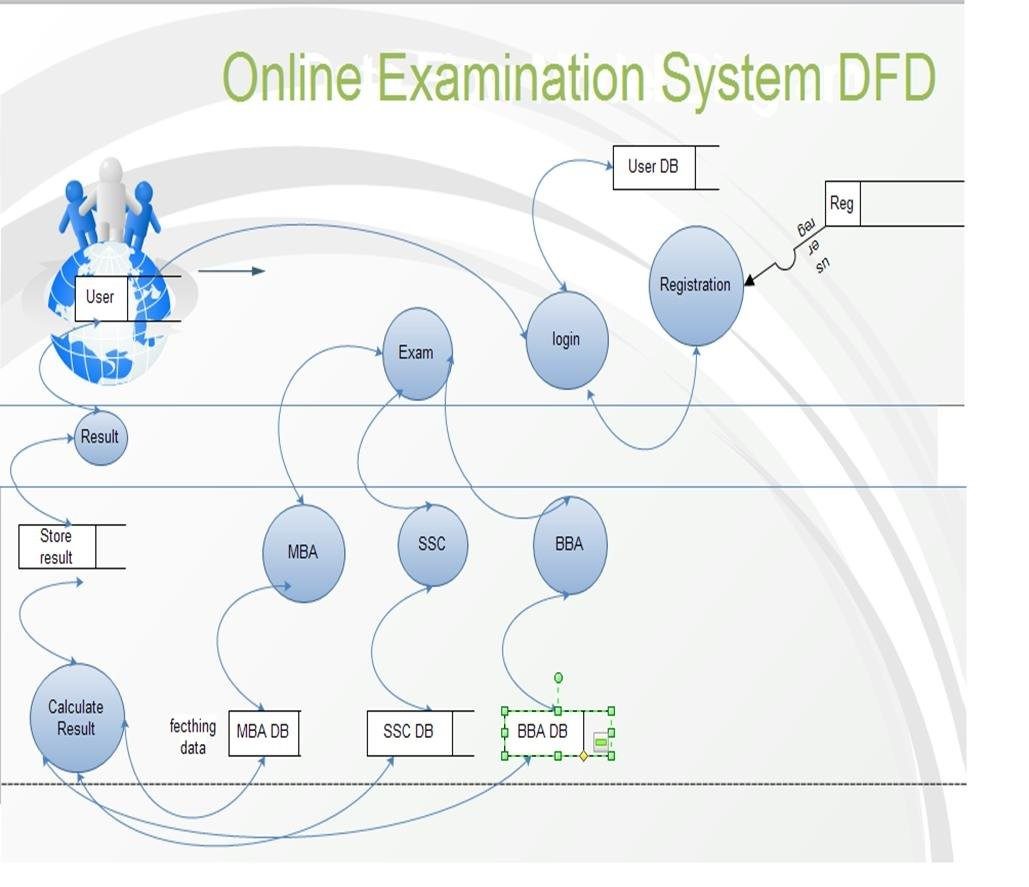 Online Examination System DFD
User DB
Reg
reg
er
us
User
Registration
login
Exam
Result
Store
result
MBA
SSC
BBA
Calculate
Result
fecthing
data
MBA DB
SSC DB
BBA DB